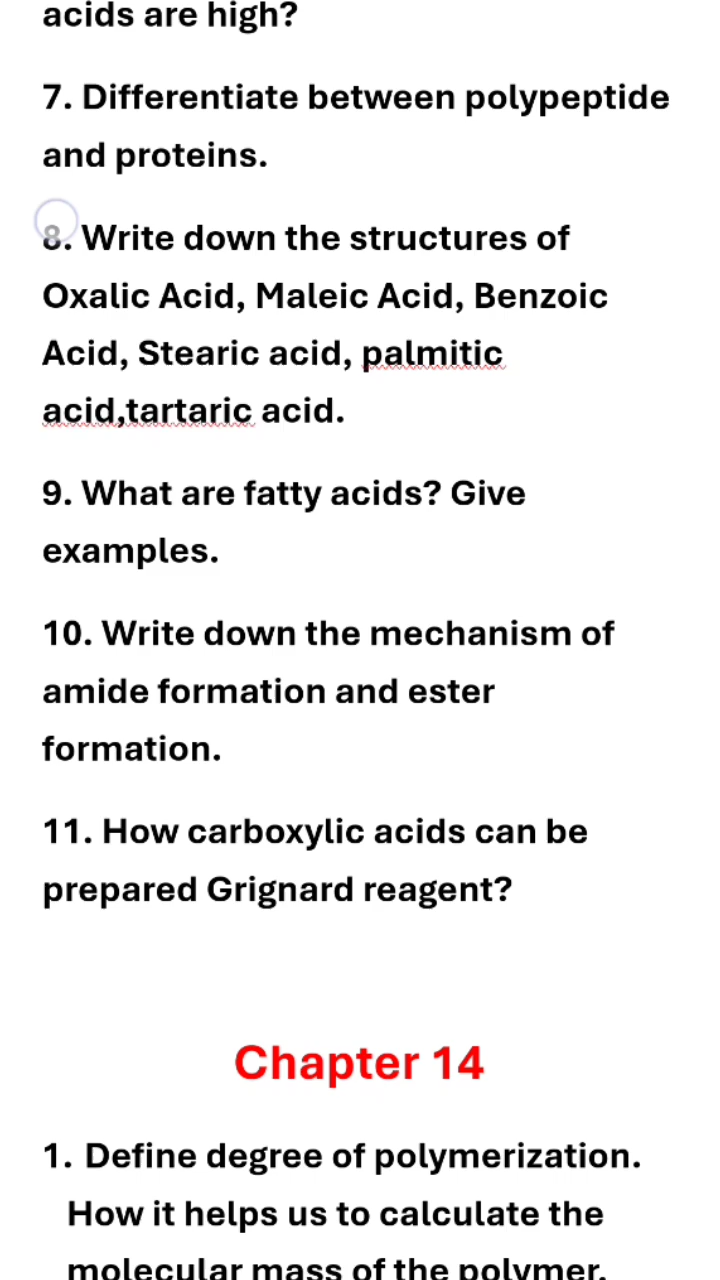 acids are high?
7. Differentiate between polypeptide
and proteins.
8. Write down the structures of
Oxalic Acid, Maleic Acid, Benzoic
Acid, Stearic acid, palmitic
acid,tartaric acid.
9. What are fatty acids? Give
examples.
10. Write down the mechanism of
amide formation and ester
formation.
11. How carboxylic acids can be
prepared Grignard reagent?
Chapter 14
1. Define degree of polymerization.
How it helps us to calculate the
molecular mass of the polymer.